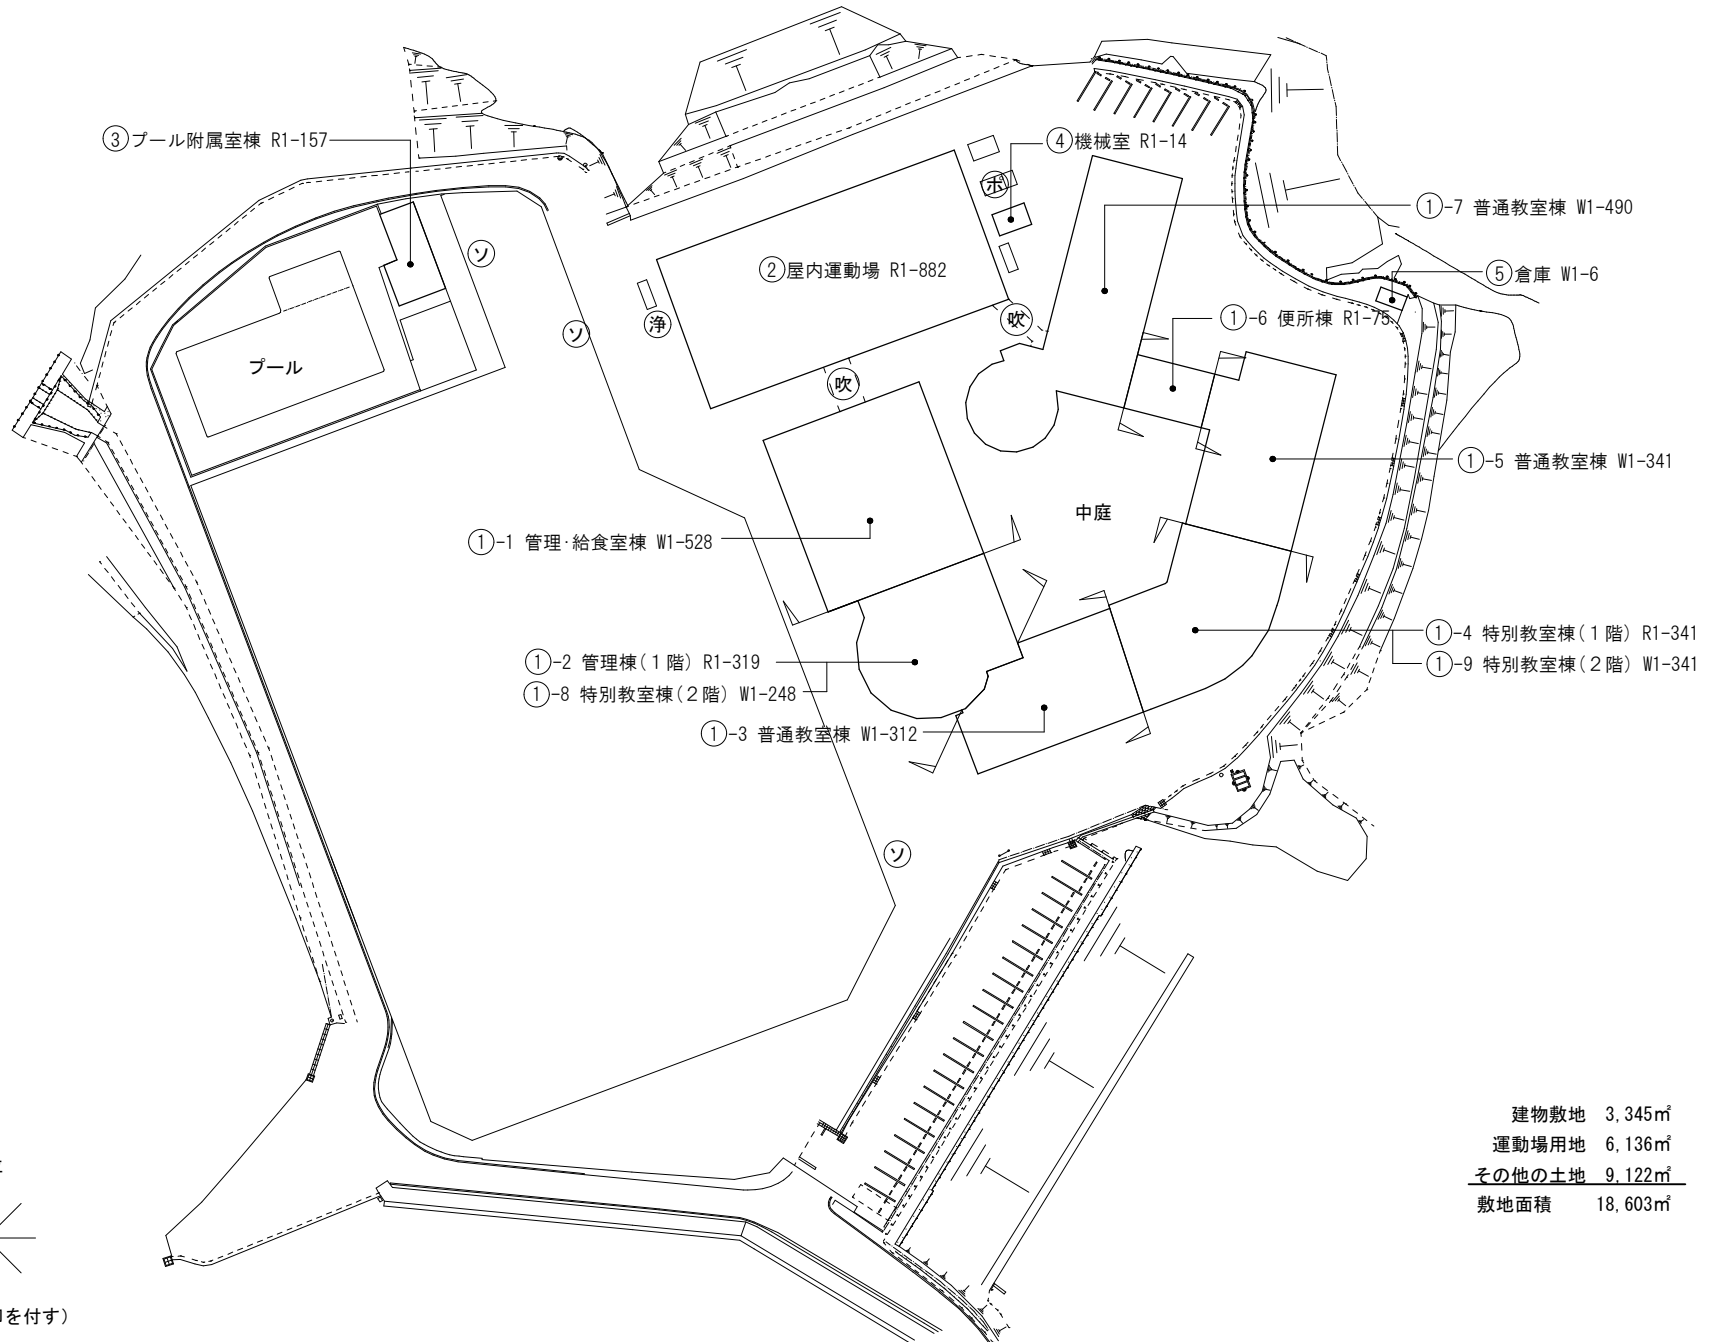 ③プール附属室棟 R1-157
④機械室 R1-14
ポ
①-7 普通教室棟 W1-490
ソ
②屋内運動場 R1-882
⑤倉庫 W1-6
浄
ソ
吹
①-6 便所棟 R1-75
プール
吹
①-5 普通教室棟 W1-341
中庭
①-1 管理・給食室棟 W1-528
①-4 特別教室棟(1階) R1-341
①-2 管理棟(1階) R1-319
①-9 特別教室棟(2階) W1-341
①-8 特別教室棟(2階) W1-248
①-3 普通教室棟 W1-312
ソ
建物敷地 3,345㎡
運動場用地 6,136㎡
その他の土地 9,122㎡
敷地面積 18,603㎡
を付す)